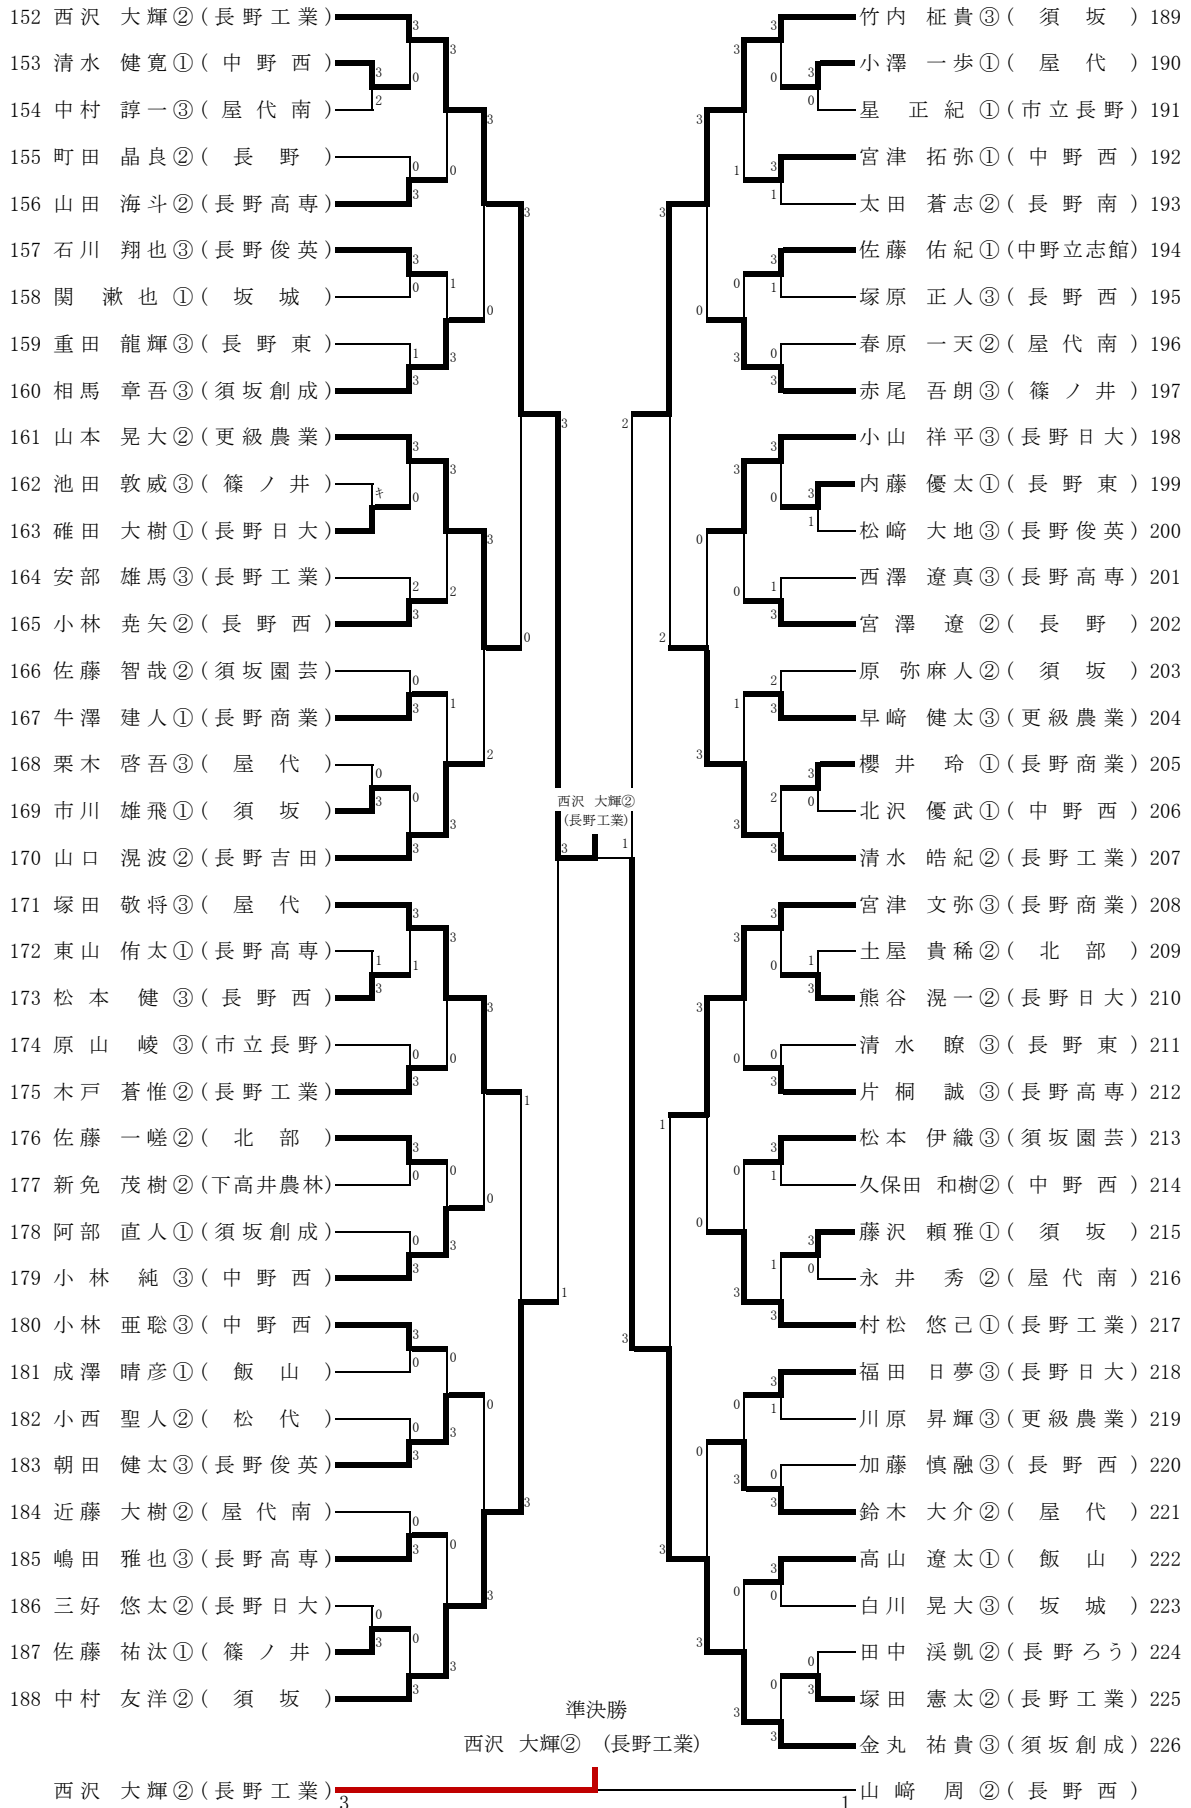 152 西沢 大輝②(長野工業)
153 清水 健寛①(中野西)
154 中村 諄一③(屋代南)
155 町田 晶良②(長野)
156 山田 海斗②(長野高専)
157 石川 翔也③(長野俊英)
158 関 漱也①(坂城)
159 重田 龍輝③(長野東)
160 相馬 章吾③(須坂創成)
161 山本 晃大②(更級農業)
162 池田 敦威③(篠ノ井)
163 碓田 大樹①(長野日大)
164 安部 雄馬③(長野工業)
165 小林 尭矢②(長野西)
166 佐藤 智哉②(須坂園芸)
167 牛澤 建人①(長野商業)
168 栗木 啓吾③(屋代)
169 市川 雄飛①(須坂)
170 山口 滉波②(長野吉田)
171 塚田 敬将③(屋代)
172 東山 侑太①(長野高専)
173 松本 健③(長野西)
174 原山 崚③(市立長野)
175 木戸 蒼惟②(長野工業)
176 佐藤 一嵯②(北部)
177 新免 茂樹②(下高井農林)
178 阿部 直人①(須坂創成)
179 小林 純③(中野西)
180 小林 亜聡③(中野西)
181 成澤 晴彦①(飯山)
182 小西 聖人②(松代)
183 朝田 健太③(長野俊英)
184 近藤 大樹②(屋代南)
185 嶋田 雅也③(長野高専)
186 三好 悠太②(長野日大)
187 佐藤 祐汰①(篠ノ井)
188 中村 友洋②(須坂)
西沢 大輝②
(長野工業)
竹内 柾貴③(須坂) 189
小澤 一歩①(屋代) 190
星 正紀①(市立長野) 191
宮津 拓弥①(中野西) 192
太田 蒼志②(長野南) 193
佐藤 佑紀①(中野立志館) 194
塚原 正人③(長野西) 195
春原 一天②(屋代南) 196
赤尾 吾朗③(篠ノ井) 197
小山 祥平③(長野日大) 198
内藤 優太①(長野東) 199
松﨑 大地③(長野俊英) 200
西澤 遼真③(長野高専) 201
宮澤 遼②(長野) 202
原 弥麻人②(須坂) 203
早﨑 健太③(更級農業) 204
櫻井 玲①(長野商業) 205
北沢 優武①(中野西) 206
清水 皓紀②(長野工業) 207
宮津 文弥③(長野商業) 208
土屋 貴稀②(北部) 209
熊谷 滉一②(長野日大) 210
清水 瞭③(長野東) 211
片桐 誠③(長野高専) 212
松本 伊織③(須坂園芸) 213
久保田 和樹②(中野西) 214
藤沢 頼雅①(須坂) 215
永井 秀②(屋代南) 216
村松 悠己①(長野工業) 217
福田 日夢③(長野日大) 218
川原 昇輝③(更級農業) 219
加藤 慎融③(長野西) 220
鈴木 大介②(屋代) 221
高山 遼太①(飯山) 222
白川 晃大③(坂城) 223
田中 渓凱②(長野ろう) 224
塚田 憲太②(長野工業) 225
金丸 祐貴③(須坂創成) 226
準決勝
西沢 大輝② (長野工業)
西沢 大輝②(長野工業) 3 1 山﨑 周②(長野西)